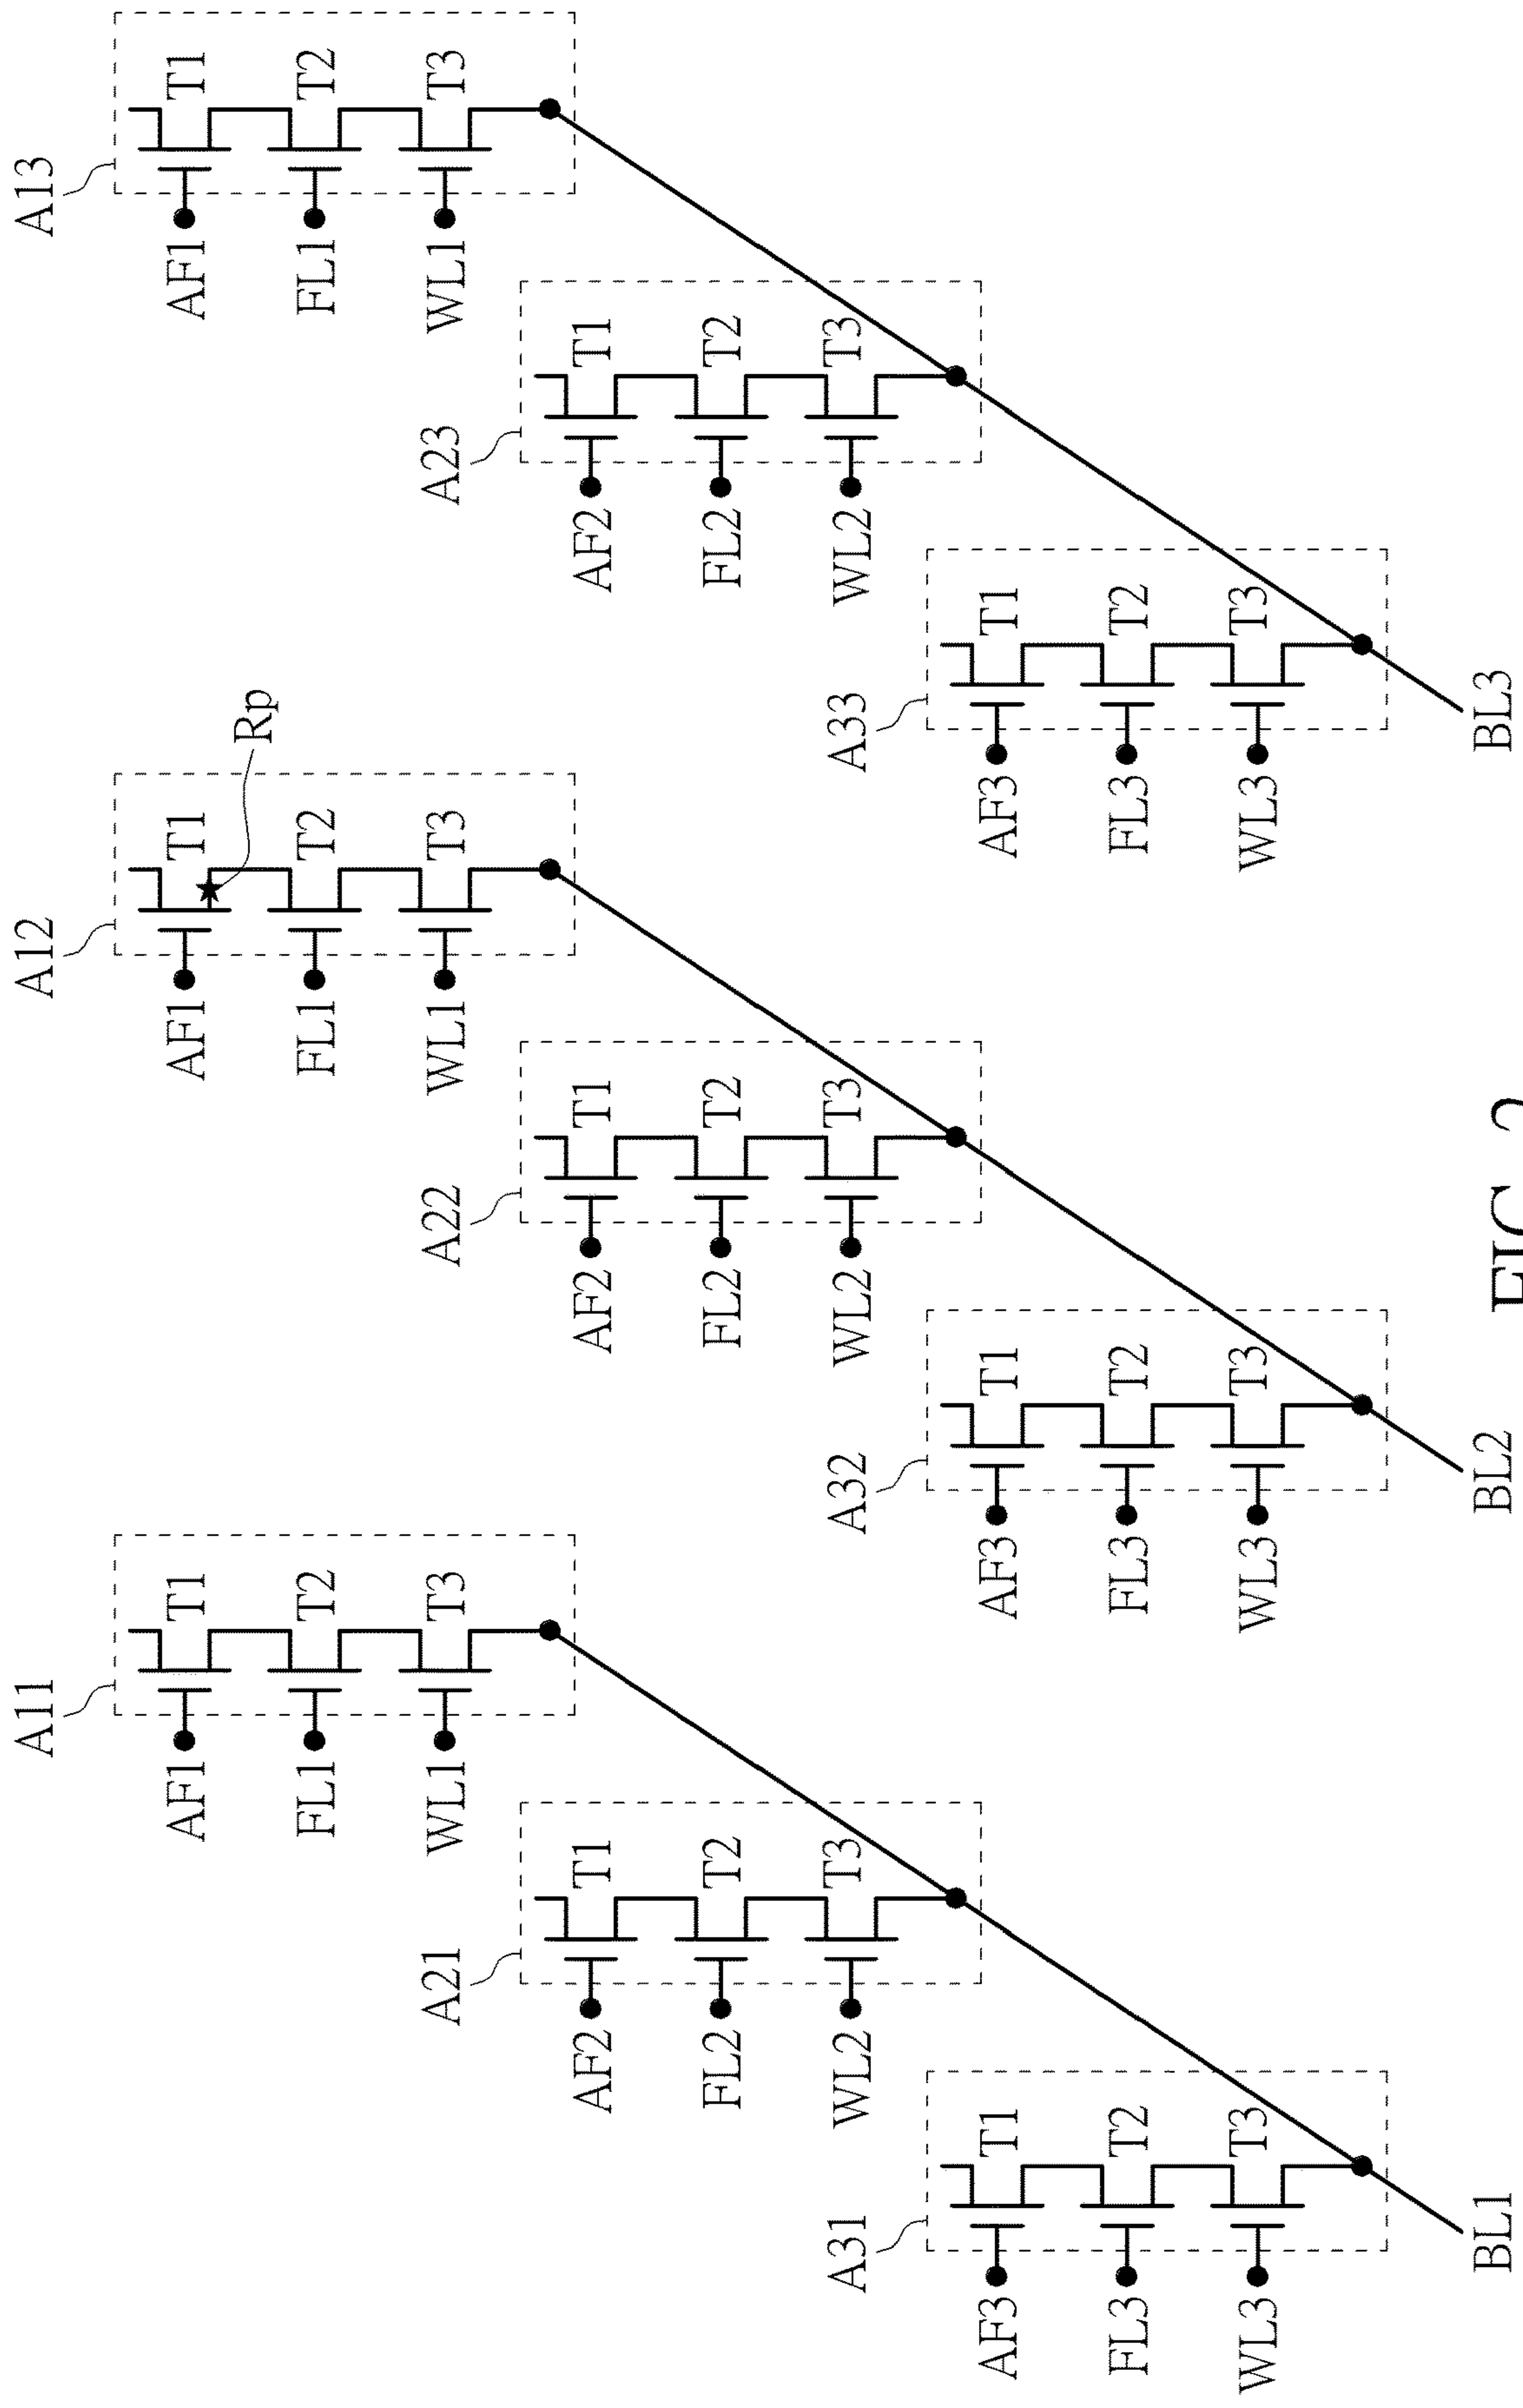 A11
AF1 T1
FL1 T2
WL1 T3
A12
AF1 T1
Rp
FL1 T2
WL1 T3
A13
AF1 T1
FL1 T2
WL1 T3
A21
AF2 T1
FL2 T2
WL2 T3
A22
AF2 T1
FL2 T2
WL2 T3
A23
AF2 T1
FL2 T2
WL2 T3
A31
AF3 T1
FL3 T2
WL3 T3
A32
AF3 T1
FL3 T2
WL3 T3
A33
AF3 T1
FL3 T2
WL3 T3
BL1
BL2
BL3
FIG. 2